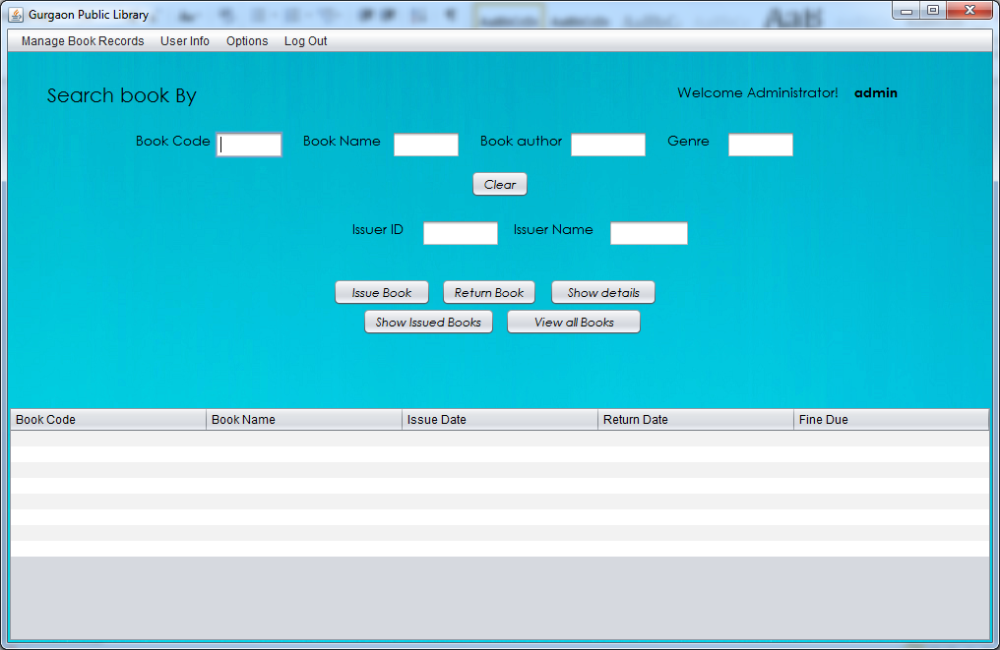 Gurgaon Public Library
Manage Book Records User Info Options Log Out
Search book By
Welcome Administrator! admin
Book Code Book Name Book author Genre
Clear
Issuer ID Issuer Name
Issue Book Return Book Show details
Show Issued Books View all Books
Book Code Book Name Issue Date Return Date Fine Due